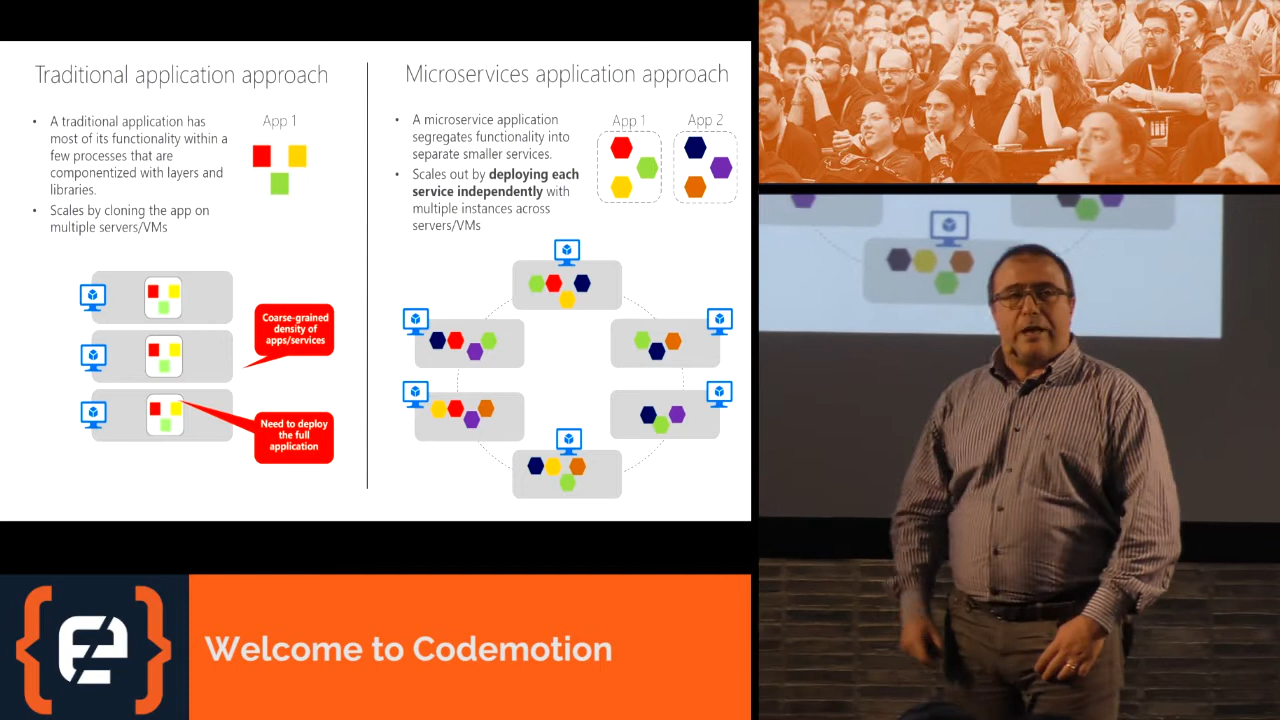 Traditional application approach
• A traditional application has
most of its functionality within a
few processes that are
componentized with layers and
libraries.
• Scales by cloning the app on
multiple servers/VMs
App 1
Coarse-grained
density of
apps/services
Need to deploy
the full
application
Microservices application approach
• A microservice application
segregates functionality into
separate smaller services.
• Scales out by deploying each
service independently with
multiple instances across
servers/VMs
App 1
App 2
Welcome to Codemotion